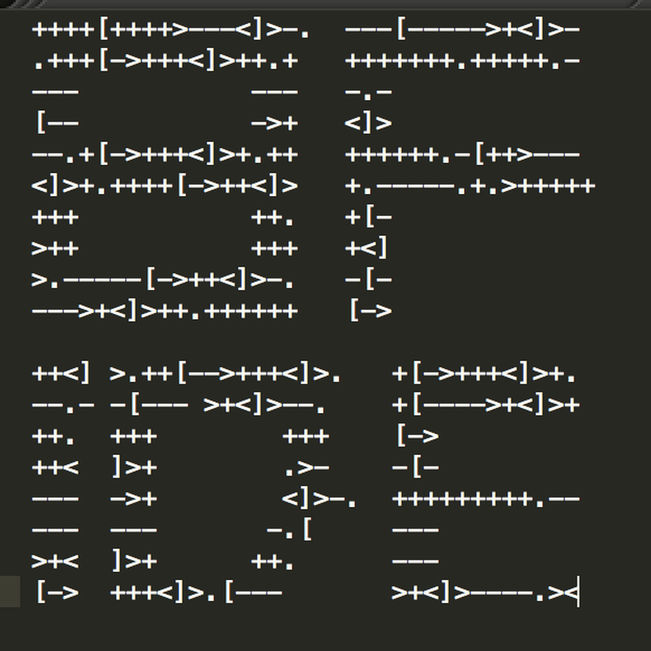 ++++[++++>---<]>-.  ---[----->+<]>-
.+++[->+++<]>++.+   +++++++.+++++.-
---           ---   -.-
[--           ->+   <]>
--.+[->+++<]>+.++   ++++++.-[++>---
<]>+.++++[->++<]>   +.-----.+.>+++++
+++           ++.   +[-
>++           +++   +<]
>.-----[->++<]>-.   -[-
--->+<]>++.++++++   [->
++<] >.++[-->+++<]>.   +[->+++<]>+.
--.- -[--- >+<]>--.    +[---->+<]>+
++.  +++        +++    [->
++<  ]>+        .>-    -[-
---  ->+        <]>-.  +++++++++.--
---  ---       -.[     ---
>+<  ]>+      ++.      ---
[->  +++<]>.[---       >+<]>----.><